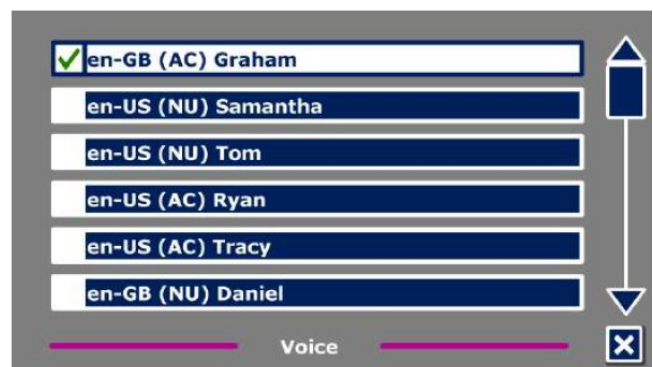 en-GB (AC) Graham
en-US (NU) Samantha
en-US (NU) Tom
en-US (AC) Ryan
en-US (AC) Tracy
en-GB (NU) Daniel
Voice